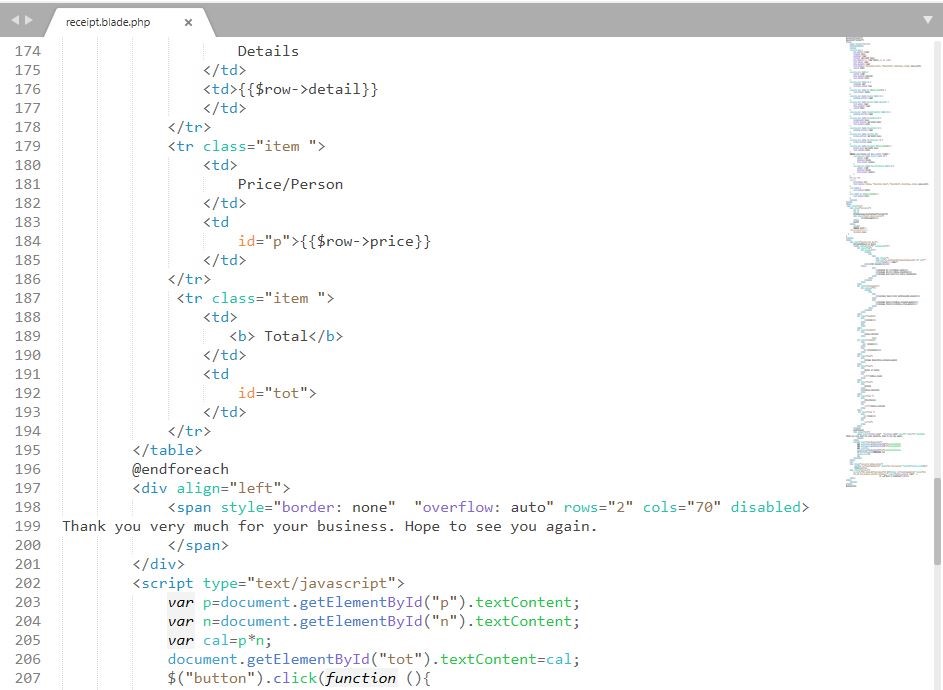 receipt.blade.php
174 Details
175 </td>
176 <td>{{$row->detail}}
177 </td>
178 </tr>
179 <tr class="item ">
180 <td>
181 Price/Person
182 </td>
183 <td
184 id="p">{{$row->price}}
185 </td>
186 </tr>
187 <tr class="item ">
188 <td>
189 <b> Total</b>
190 </td>
191 <td
192 id="tot">
193 </td>
194 </tr>
195 </table>
196 @endforeach
197 <div align="left">
198 <span style="border: none"  "overflow: auto" rows="2" cols="70" disabled>
199 Thank you very much for your business. Hope to see you again.
200 </span>
201 </div>
202 <script type="text/javascript">
203 var p=document.getElementById("p").textContent;
204 var n=document.getElementById("n").textContent;
205 var cal=p*n;
206 document.getElementById("tot").textContent=cal;
207 $("button").click(function (){